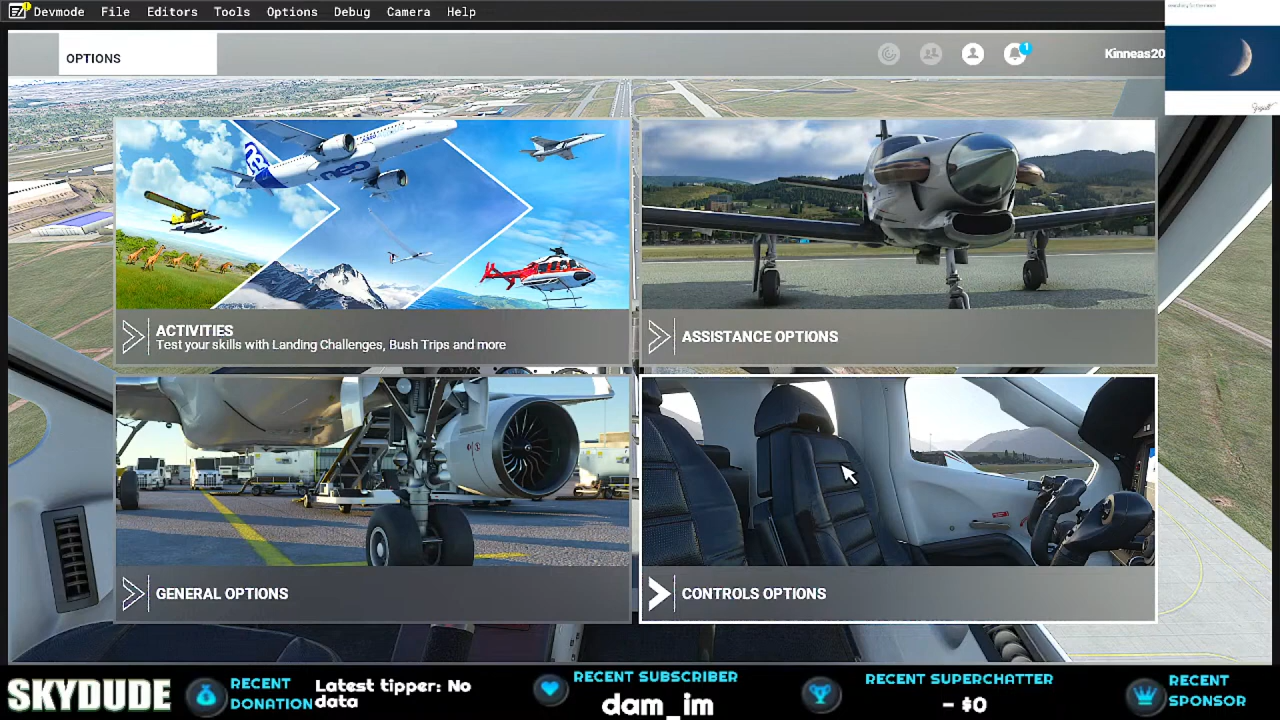 Devmode File Editors Tools Options Debug Camera Help
OPTIONS
1
Kinneas20
neo
ACTIVITIES
Test your skills with Landing Challenges, Bush Trips and more
ASSISTANCE OPTIONS
GENERAL OPTIONS
CONTROLS OPTIONS
SKYDUDE
RECENT
DONATION
Latest tipper: No
data
RECENT SUBSCRIBER
dam_im
RECENT SUPERCHATTER
- $0
RECENT
SPONSOR